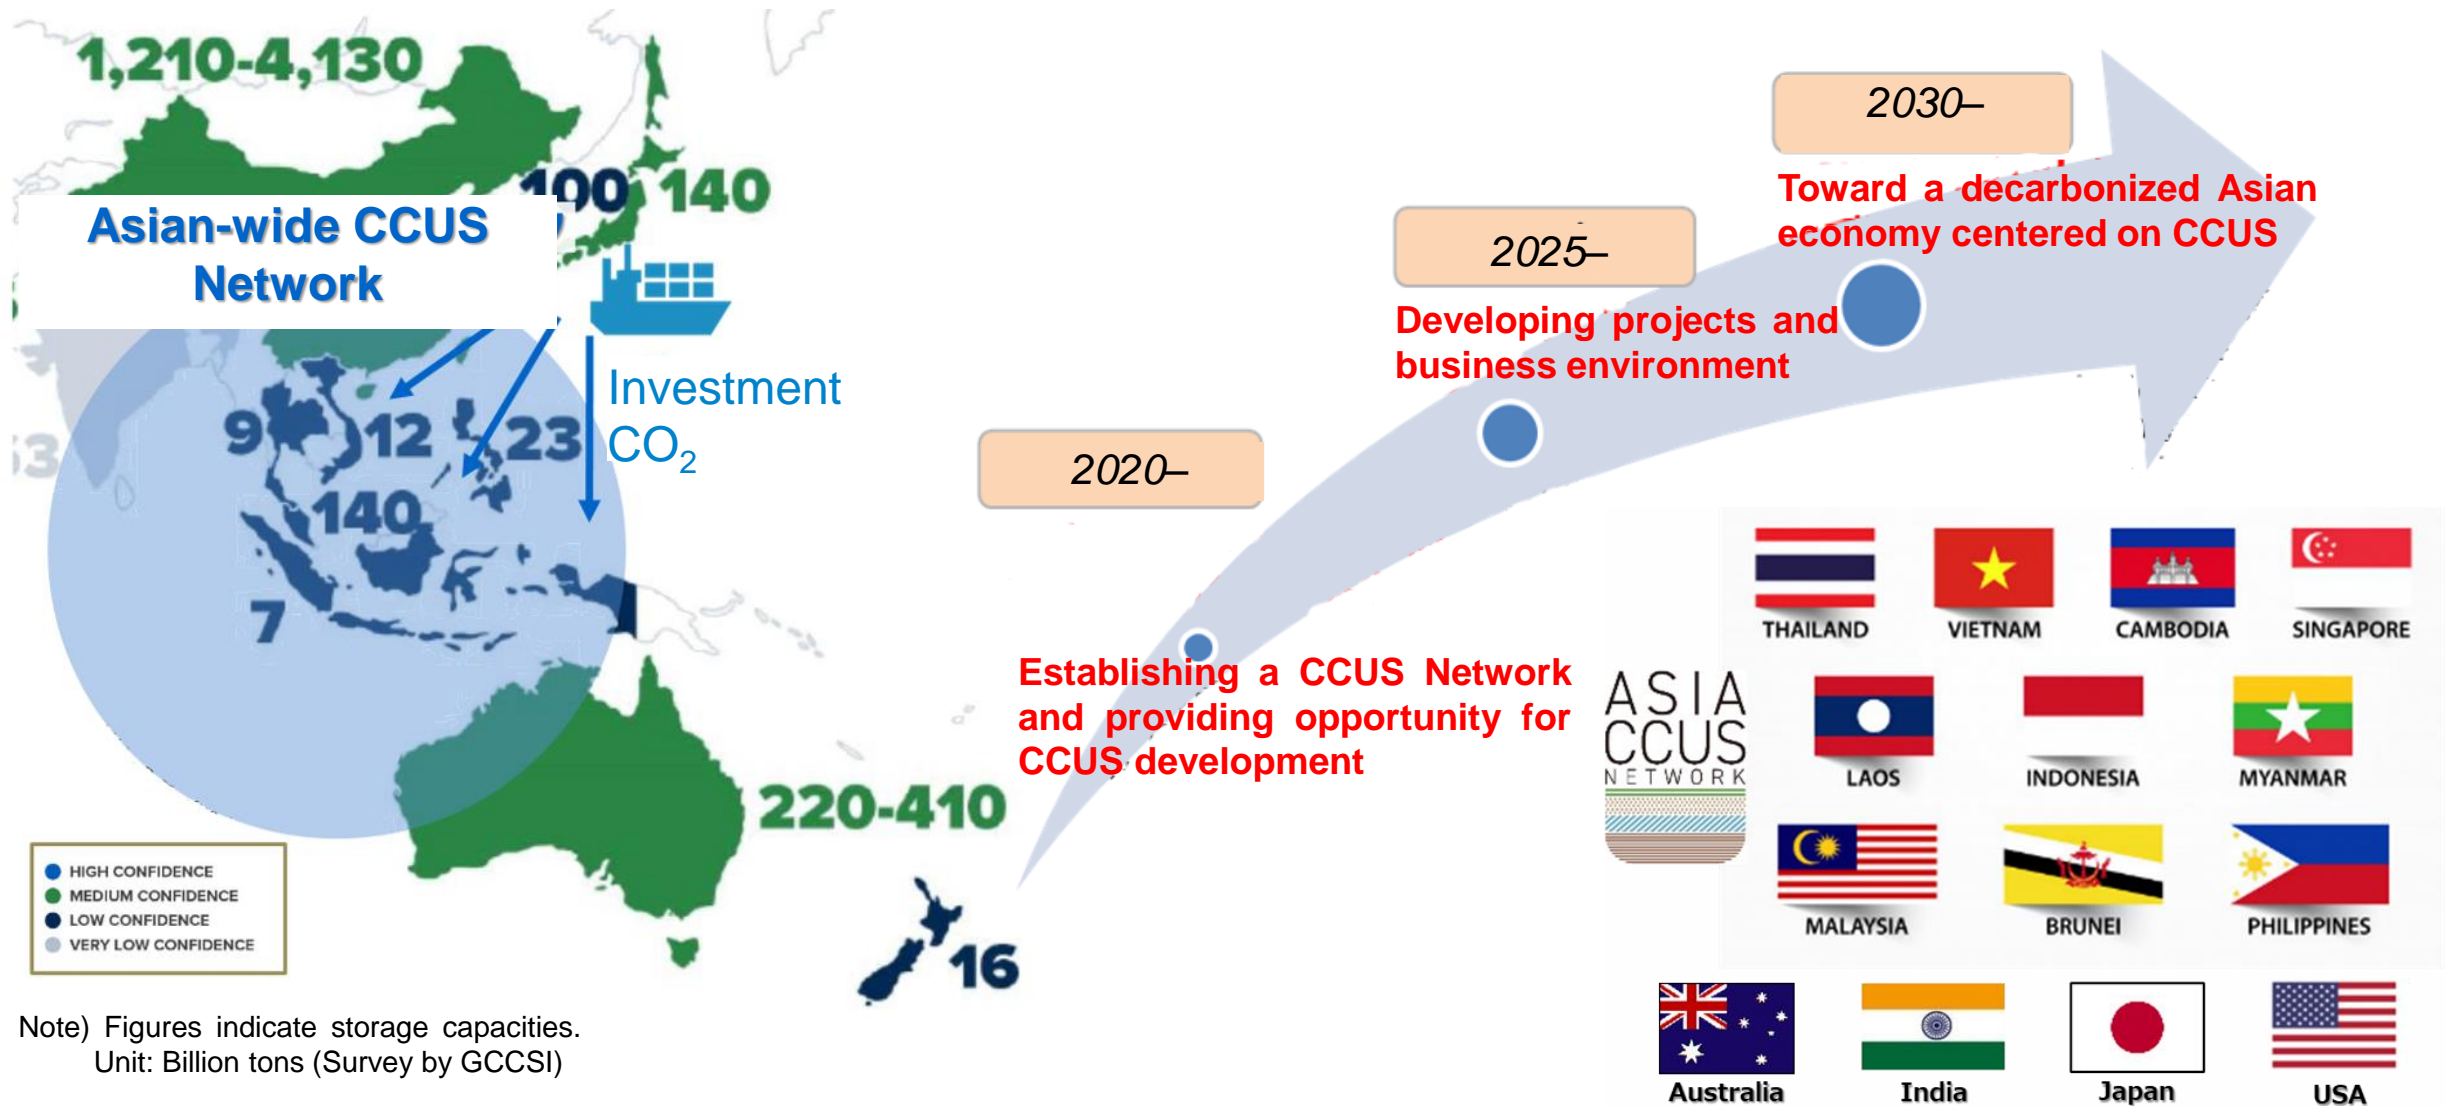 1,210-4,130
100
140
Asian-wide CCUS
Network
Investment
CO₂
9
12
23
63
140
7
220-410
16
HIGH CONFIDENCE
MEDIUM CONFIDENCE
LOW CONFIDENCE
VERY LOW CONFIDENCE
Note) Figures indicate storage capacities.
Unit: Billion tons (Survey by GCCSI)
2020–
Establishing a CCUS Network
and providing opportunity for
CCUS development
2025–
Developing projects and
business environment
2030–
Toward a decarbonized Asian
economy centered on CCUS
ASIA
CCUS
NETWORK
THAILAND
VIETNAM
CAMBODIA
SINGAPORE
LAOS
INDONESIA
MYANMAR
MALAYSIA
BRUNEI
PHILIPPINES
Australia
India
Japan
USA